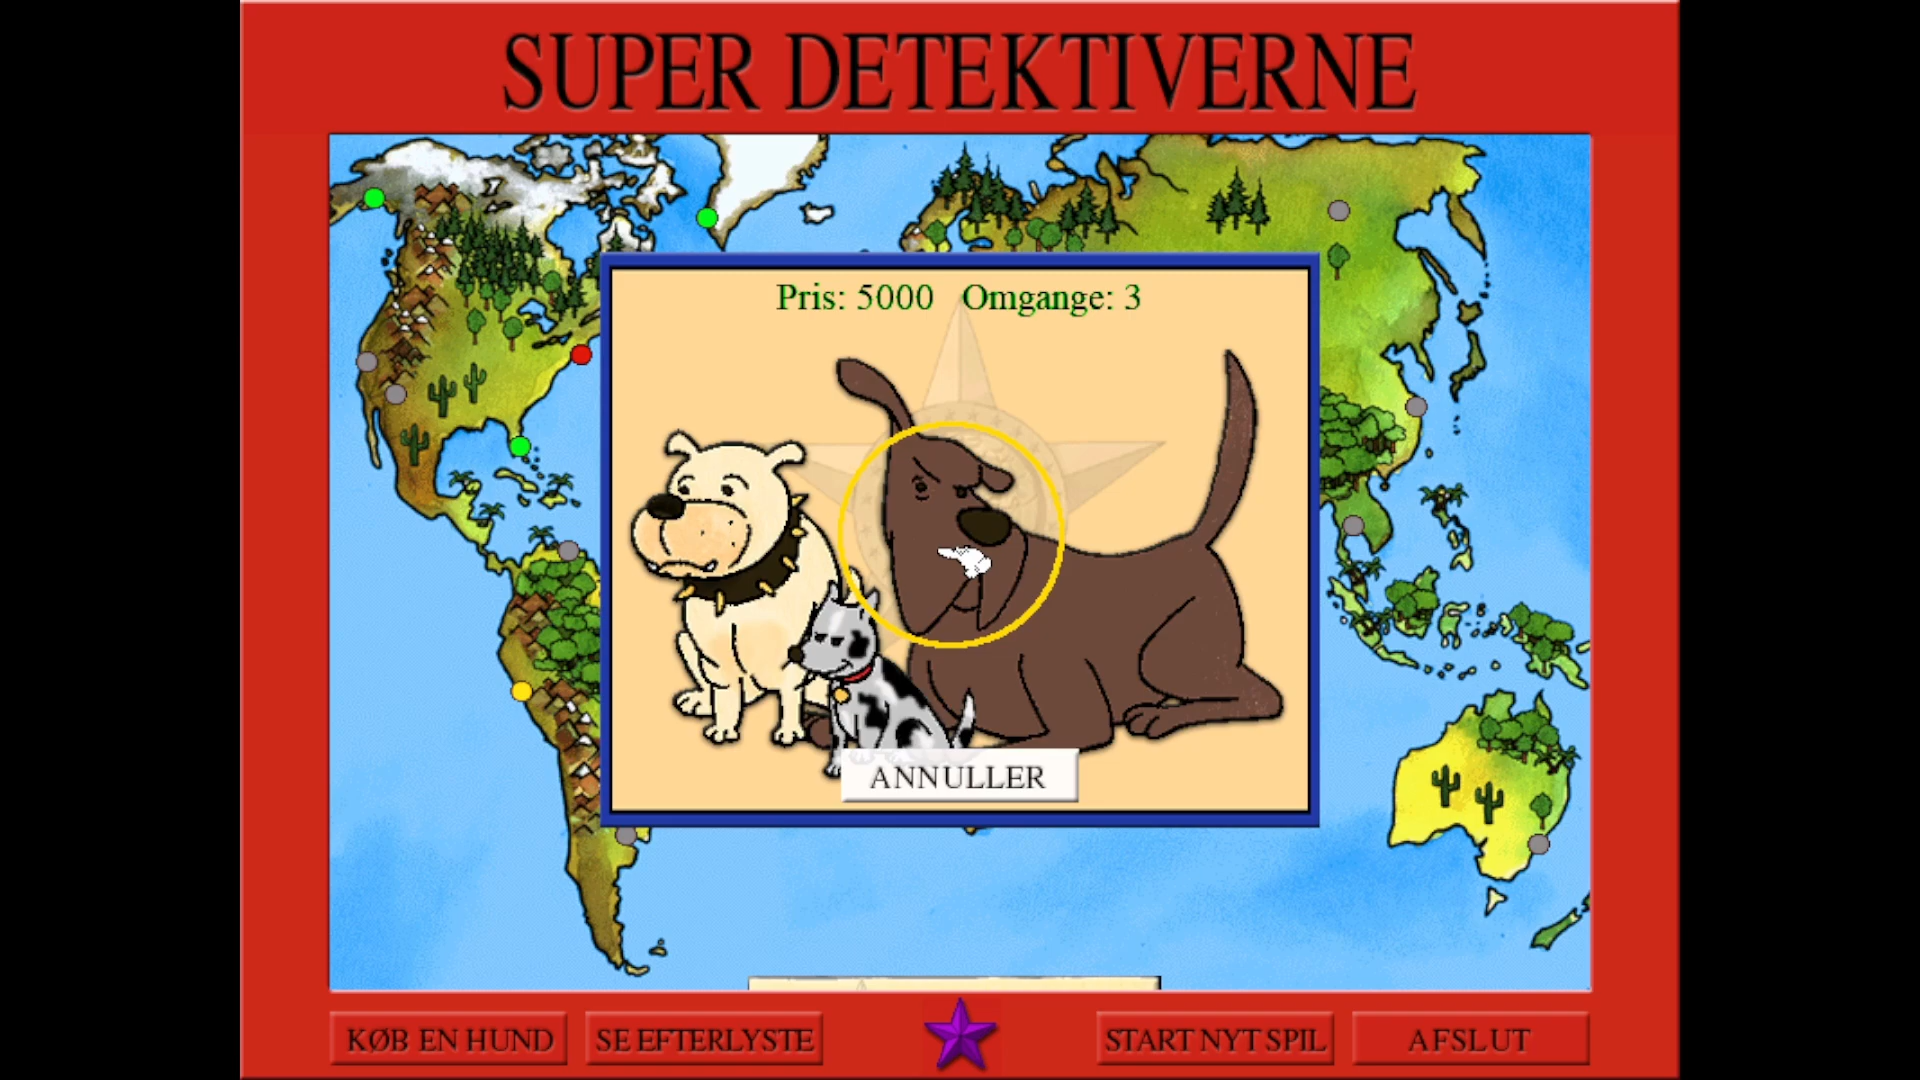 SUPER DETEKTIVERNE
Pris: 5000 Omgange: 3
ANNULLER
KØB EN HUND
SE EFTERLYSTE
START NYT SPIL
AFSLUT